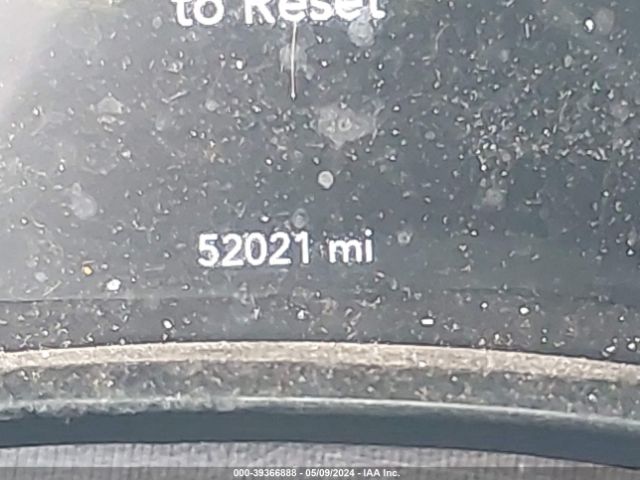 to Reset
52021 mi
000-39366888 - 05/09/2024 - IAA Inc.